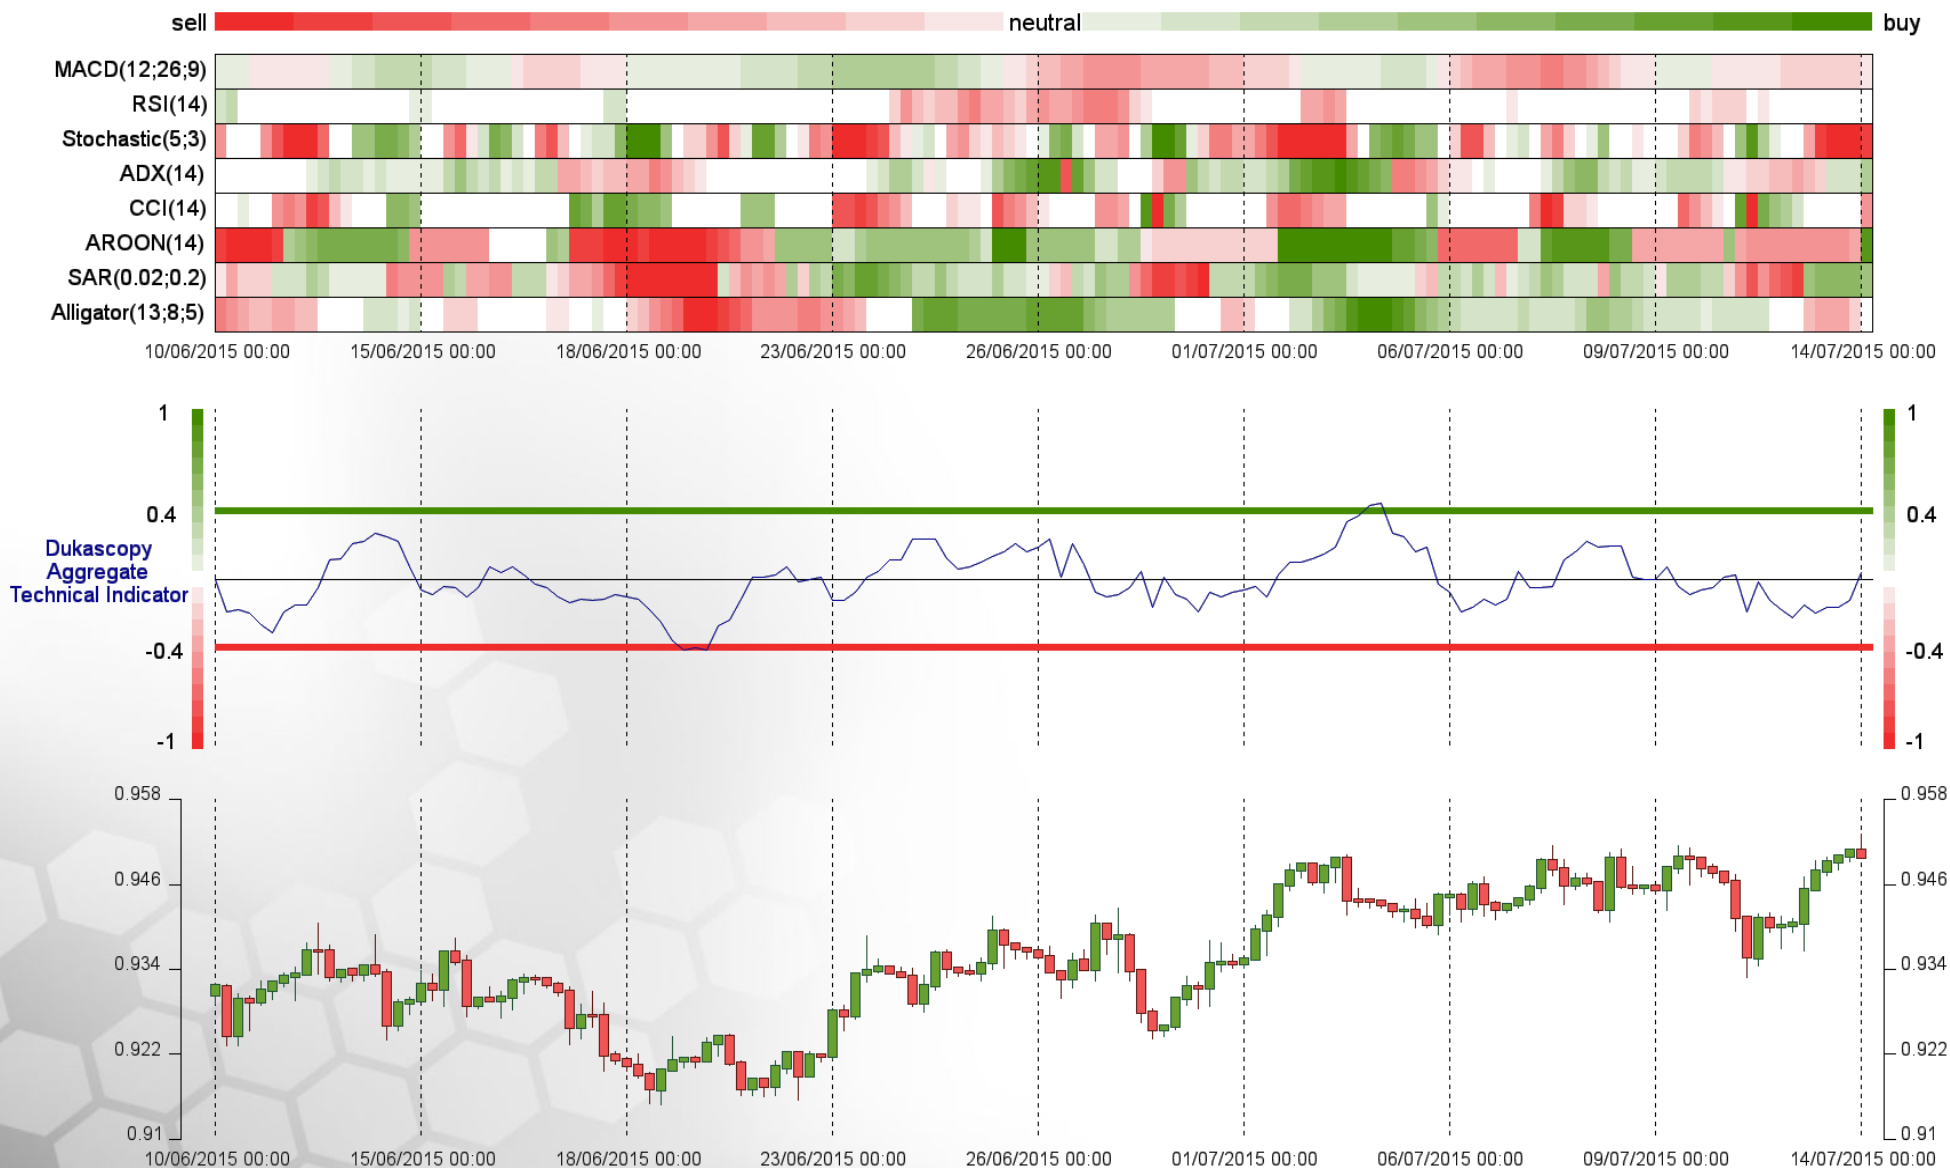 sell neutral buy
MACD(12;26;9)
RSI(14)
Stochastic(5;3)
ADX(14)
CCI(14)
AROON(14)
SAR(0.02;0.2)
Alligator(13;8;5)
10/06/2015 00:00 15/06/2015 00:00 18/06/2015 00:00 23/06/2015 00:00 26/06/2015 00:00 01/07/2015 00:00 06/07/2015 00:00 09/07/2015 00:00 14/07/2015 00:00
1 1
0.4 0.4
Dukascopy
Aggregate
Technical Indicator
-0.4 -0.4
-1 -1
0.958 0.958
0.946 0.946
0.934 0.934
0.922 0.922
0.91 0.91
10/06/2015 00:00 15/06/2015 00:00 18/06/2015 00:00 23/06/2015 00:00 26/06/2015 00:00 01/07/2015 00:00 06/07/2015 00:00 09/07/2015 00:00 14/07/2015 00:00